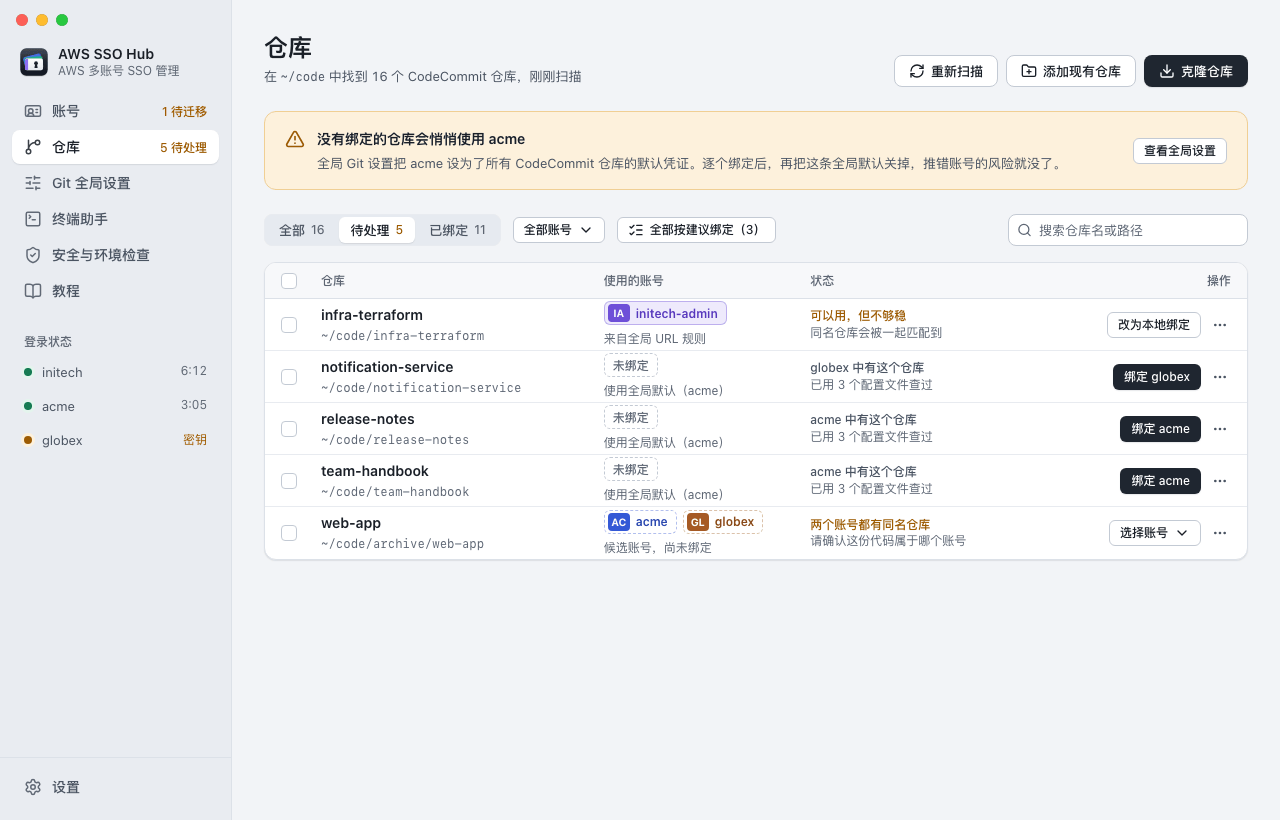 AWS SSO Hub
AWS 多账号 SSO 管理
账号 1 待迁移
仓库 5 待处理
Git 全局设置
终端助手
安全与环境检查
教程
登录状态
initech 6:12
acme 3:05
globex 密钥
设置
仓库
在 ~/code 中找到 16 个 CodeCommit 仓库，刚刚扫描
重新扫描
添加现有仓库
克隆仓库
没有绑定的仓库会悄悄使用 acme
全局 Git 设置把 acme 设为了所有 CodeCommit 仓库的默认凭证。逐个绑定后，再把这条全局默认关掉，推错账号的风险就没了。
查看全局设置
全部 16 待处理 5 已绑定 11
全部账号
全部按建议绑定（3）
搜索仓库名或路径
仓库 使用的账号 状态 操作
infra-terraform
~/code/infra-terraform
IA initech-admin
来自全局 URL 规则
可以用，但不够稳
同名仓库会被一起匹配到
改为本地绑定
notification-service
~/code/notification-service
未绑定
使用全局默认（acme）
globex 中有这个仓库
已用 3 个配置文件查过
绑定 globex
release-notes
~/code/release-notes
未绑定
使用全局默认（acme）
acme 中有这个仓库
已用 3 个配置文件查过
绑定 acme
team-handbook
~/code/team-handbook
未绑定
使用全局默认（acme）
acme 中有这个仓库
已用 3 个配置文件查过
绑定 acme
web-app
~/code/archive/web-app
AC acme GL globex
候选账号，尚未绑定
两个账号都有同名仓库
请确认这份代码属于哪个账号
选择账号